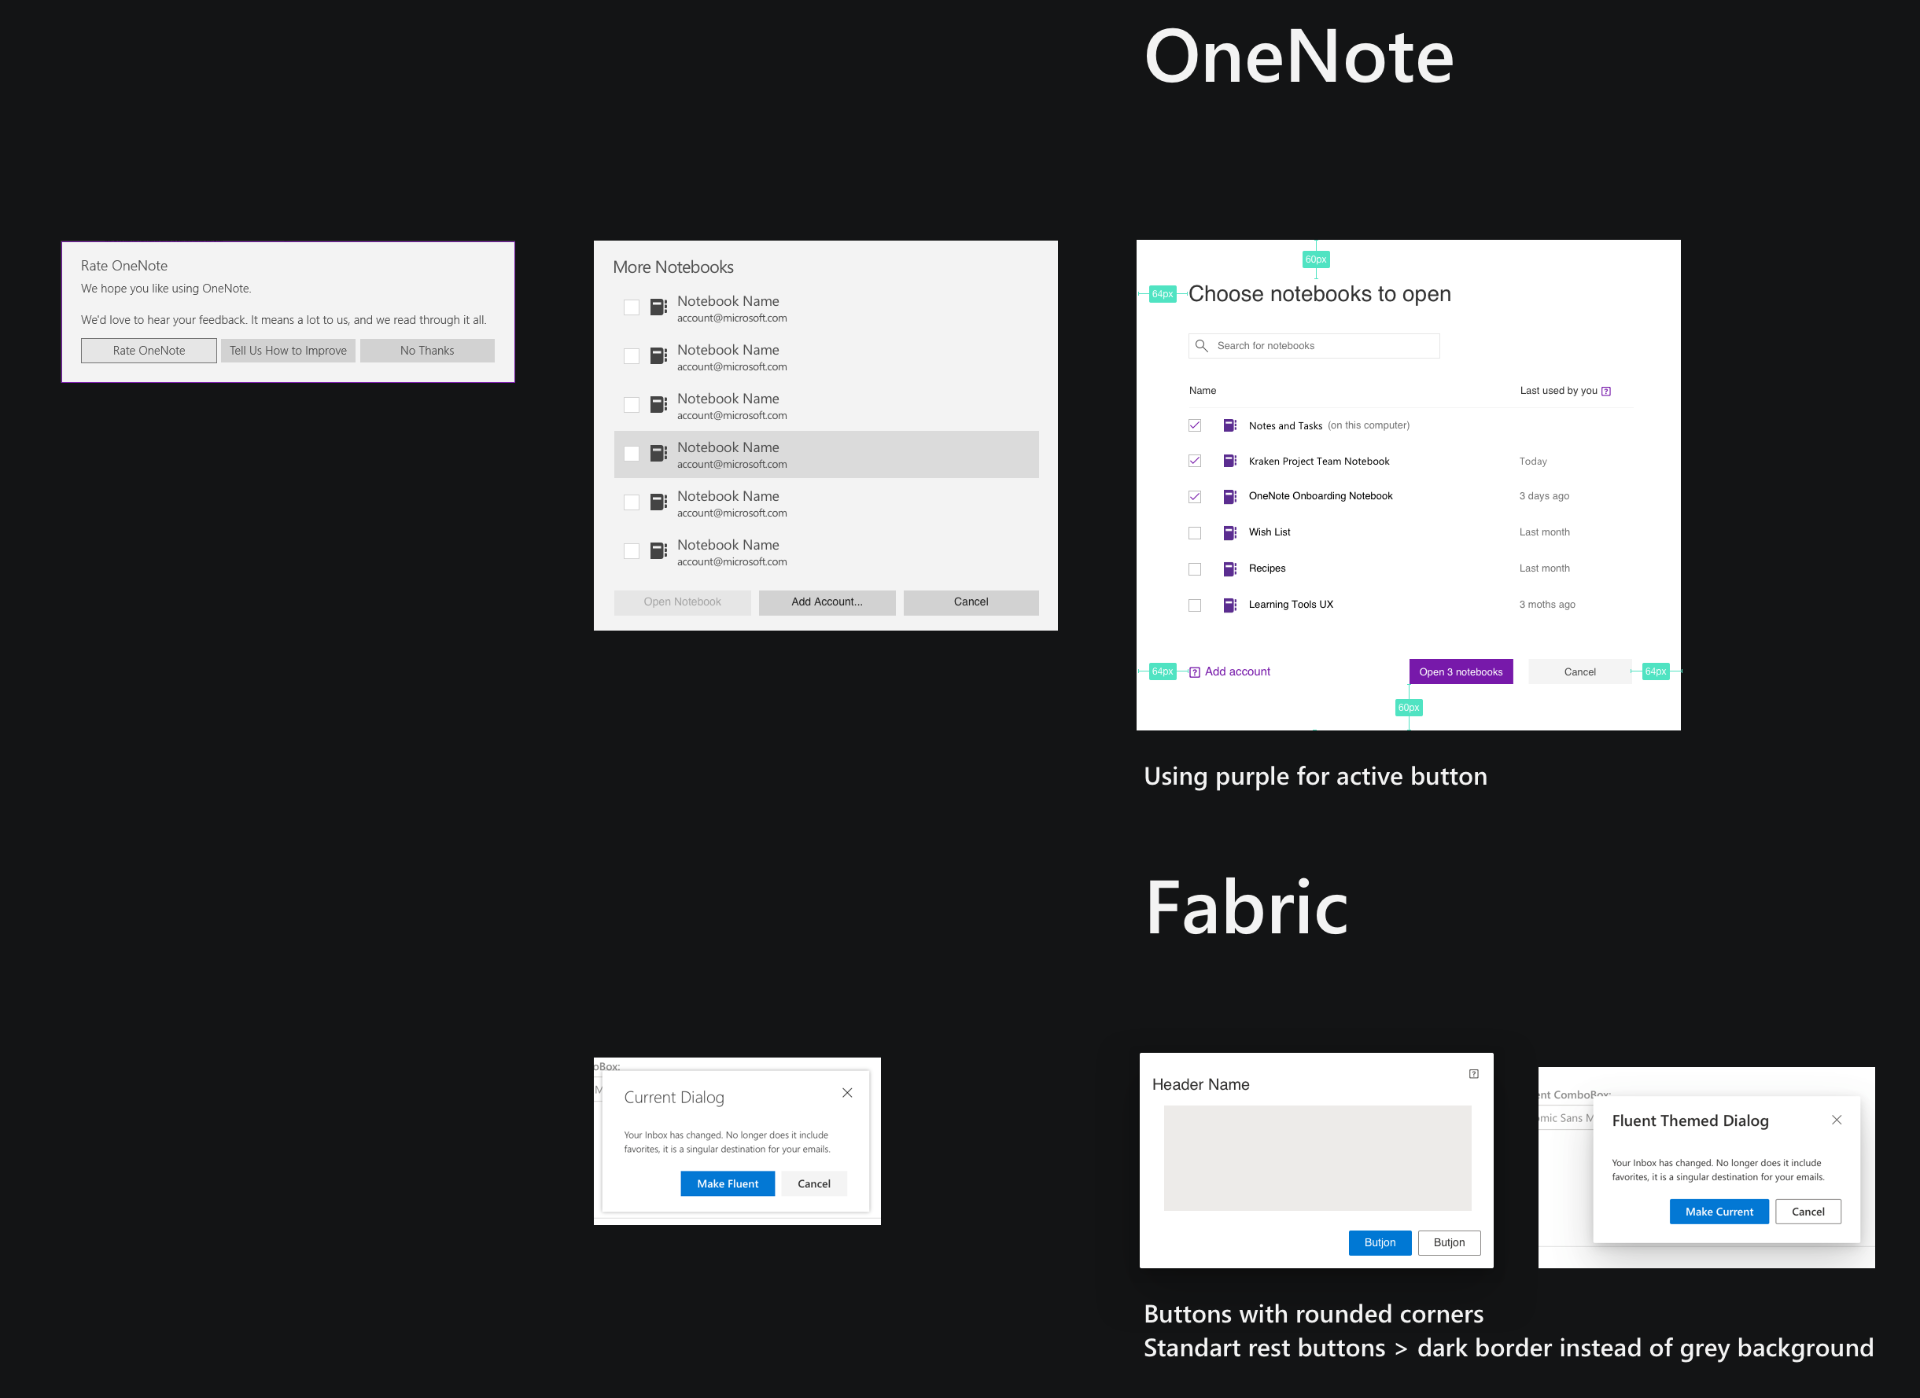 OneNote
Rate OneNote
We hope you like using OneNote.
We'd love to hear your feedback. It means a lot to us, and we read through it all.
Rate OneNote
Tell Us How to Improve
No Thanks
More Notebooks
Notebook Name
account@microsoft.com
Notebook Name
account@microsoft.com
Notebook Name
account@microsoft.com
Notebook Name
account@microsoft.com
Notebook Name
account@microsoft.com
Notebook Name
account@microsoft.com
Open Notebook
Add Account...
Cancel
60px
64px
Choose notebooks to open
Search for notebooks
Name
Last used by you
Notes and Tasks (on this computer)
Kraken Project Team Notebook
Today
OneNote Onboarding Notebook
3 days ago
Wish List
Last month
Recipes
Last month
Learning Tools UX
3 moths ago
64px
Add account
Open 3 notebooks
Cancel
64px
60px
Using purple for active button
Fabric
oBox:
M
Current Dialog
Your Inbox has changed. No longer does it include
favorites, it is a singular destination for your emails.
Make Fluent
Cancel
Header Name
Butjon
Butjon
ent ComboBox:
omic Sans M
Fluent Themed Dialog
Your Inbox has changed. No longer does it include
favorites, it is a singular destination for your emails.
Make Current
Cancel
Buttons with rounded corners
Standart rest buttons > dark border instead of grey background